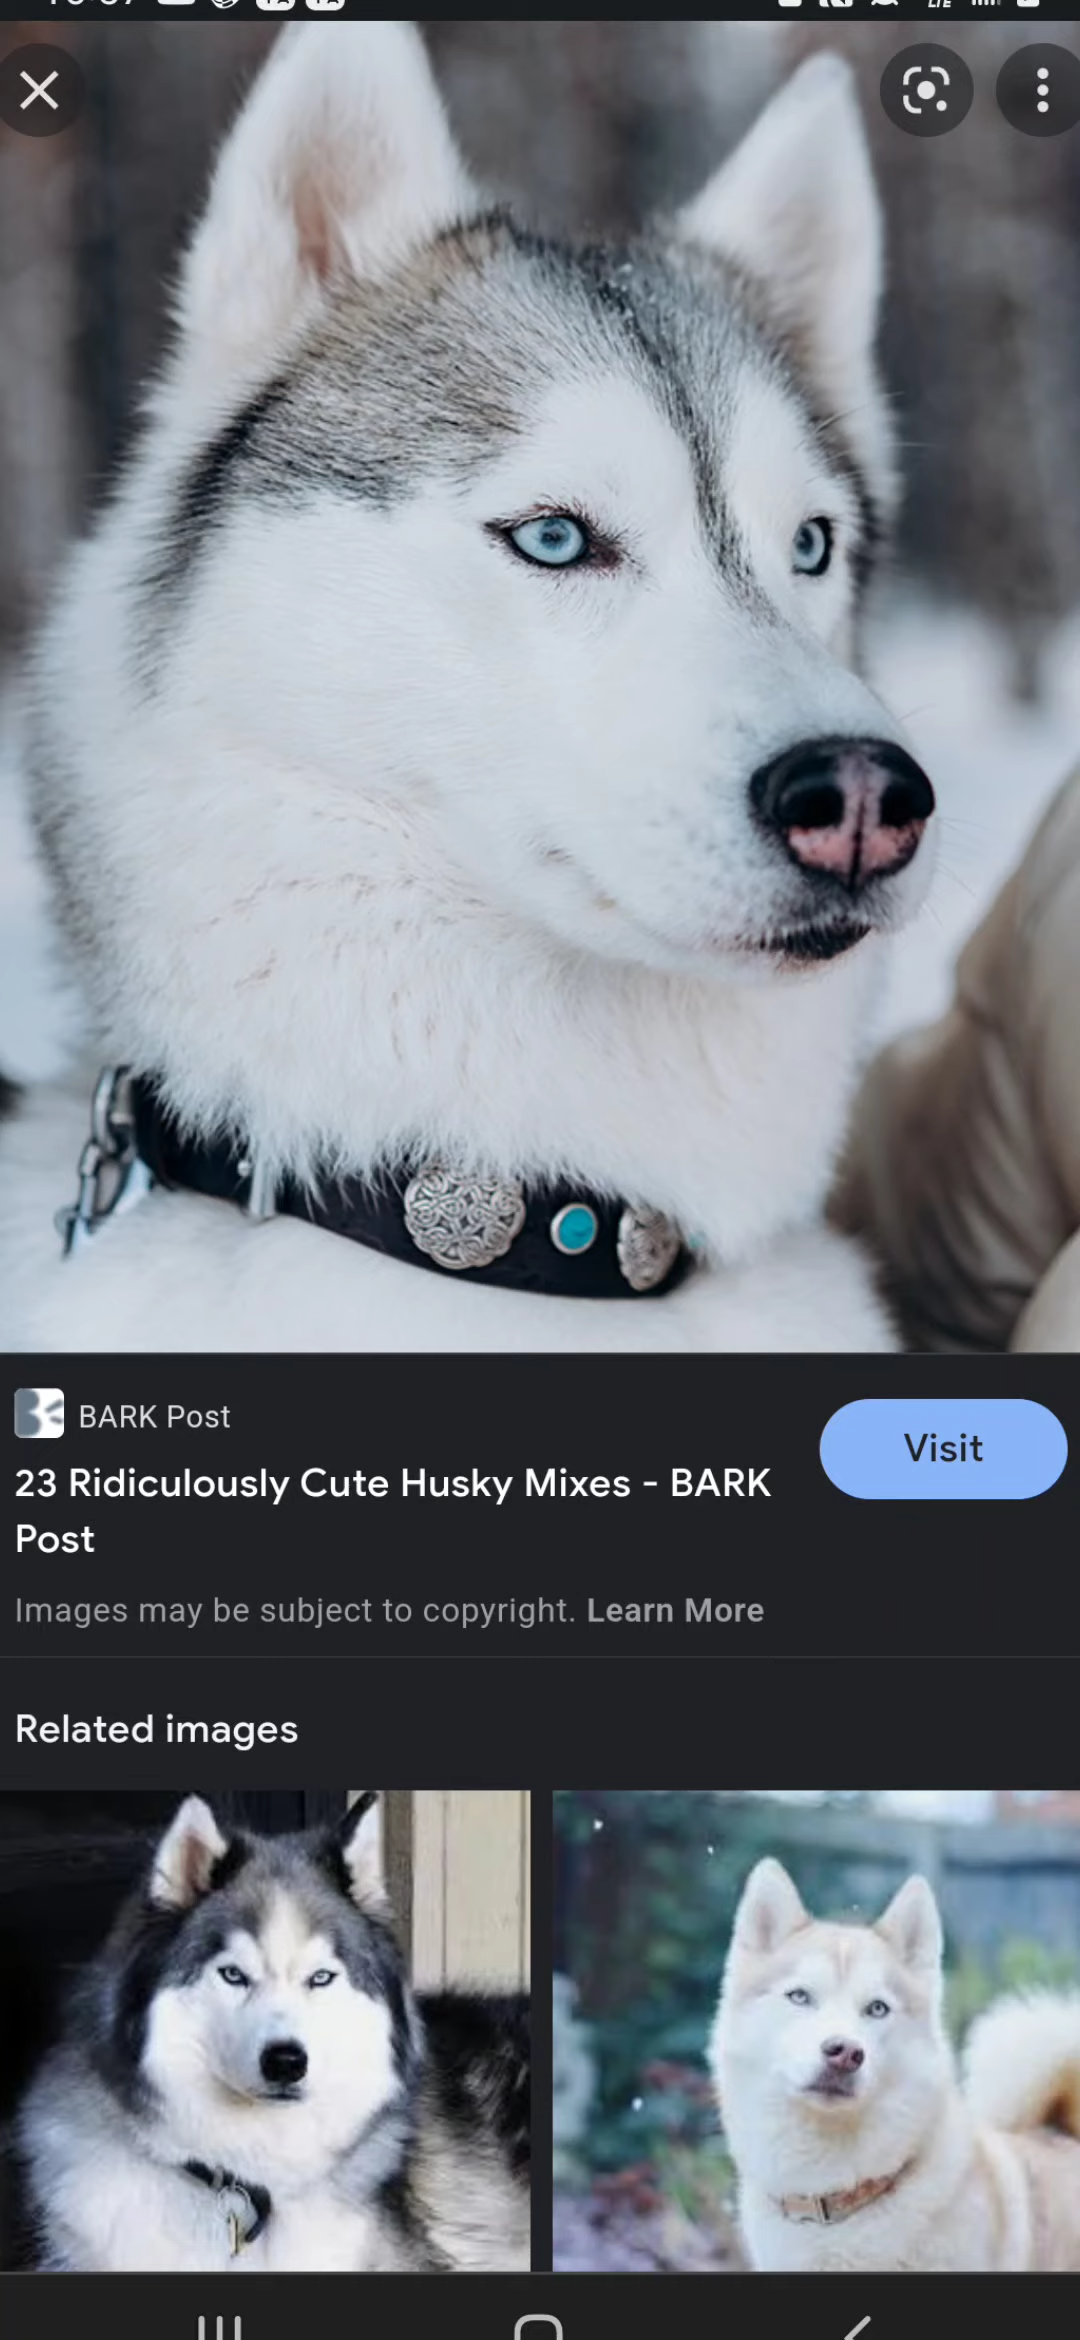 LTE
BARK Post
Visit
23 Ridiculously Cute Husky Mixes - BARK
Post
Images may be subject to copyright. Learn More
Related images